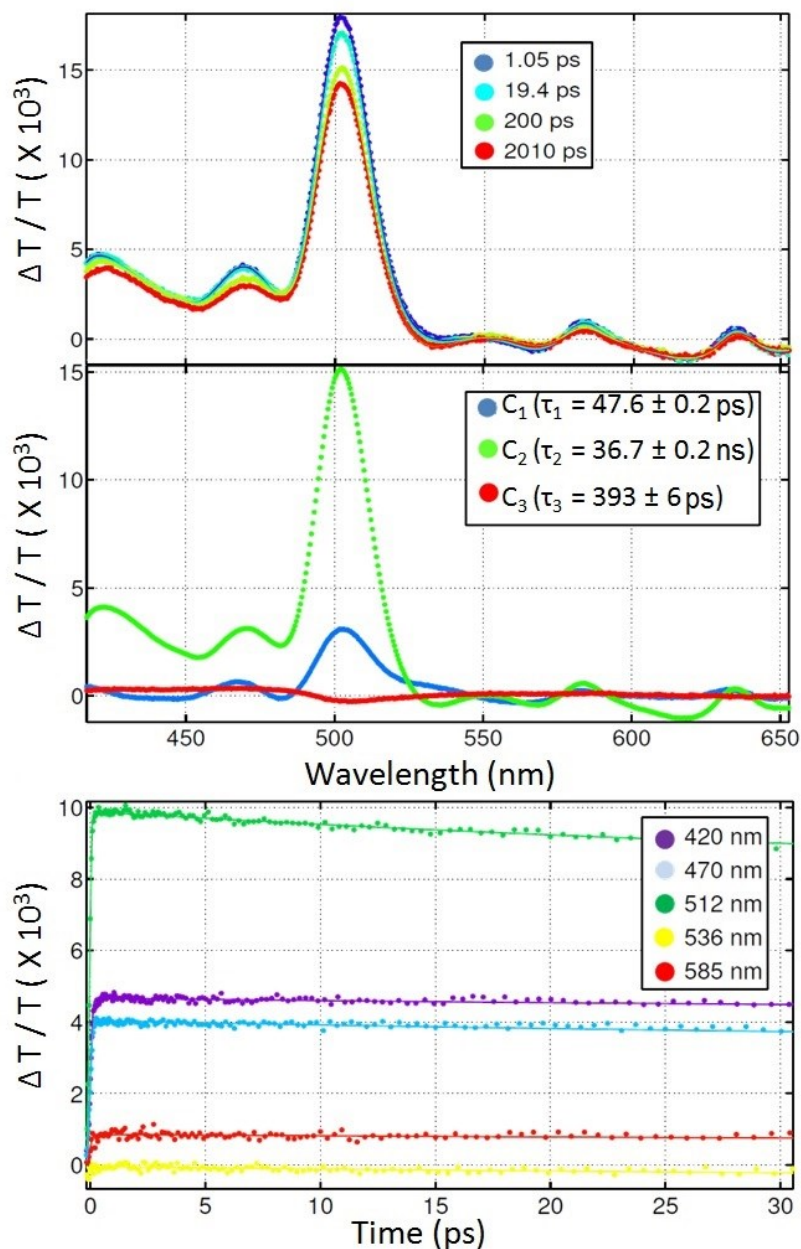 Δ T / T ( X 10³)
15
10
5
0
1.05 ps
19.4 ps
200 ps
2010 ps
Δ T / T ( X 10³)
15
10
5
0
C₁ (τ₁ = 47.6 ± 0.2 ps)
C₂ (τ₂ = 36.7 ± 0.2 ns)
C₃ (τ₃ = 393 ± 6 ps)
450 500 550 600 650
Wavelength (nm)
Δ T / T ( X 10³)
10
8
6
4
2
0
420 nm
470 nm
512 nm
536 nm
585 nm
0 5 10 15 20 25 30
Time (ps)